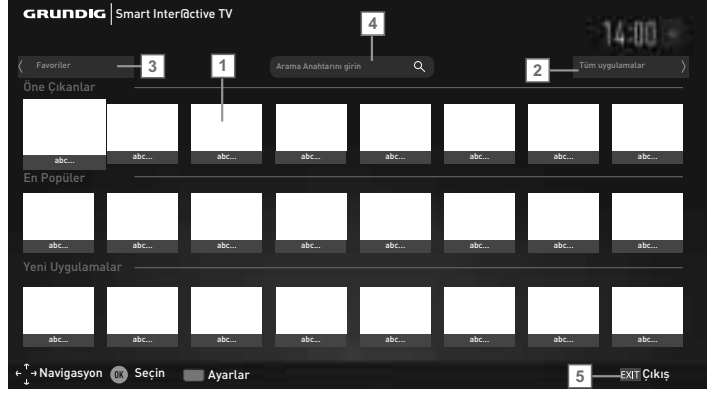 GRUNDIG Smart Inter@ctive TV
4
14:00
Favoriler 3 1 Arama Anahtarını girin 2 Tüm uygulamalar
Öne Çıkanlar
abc... abc... abc... abc... abc... abc... abc... abc...
En Popüler
abc... abc... abc... abc... abc... abc... abc... abc...
Yeni Uygulamalar
abc... abc... abc... abc... abc... abc... abc... abc...
Navigasyon OK Seçin Ayarlar 5 EXIT Çıkış